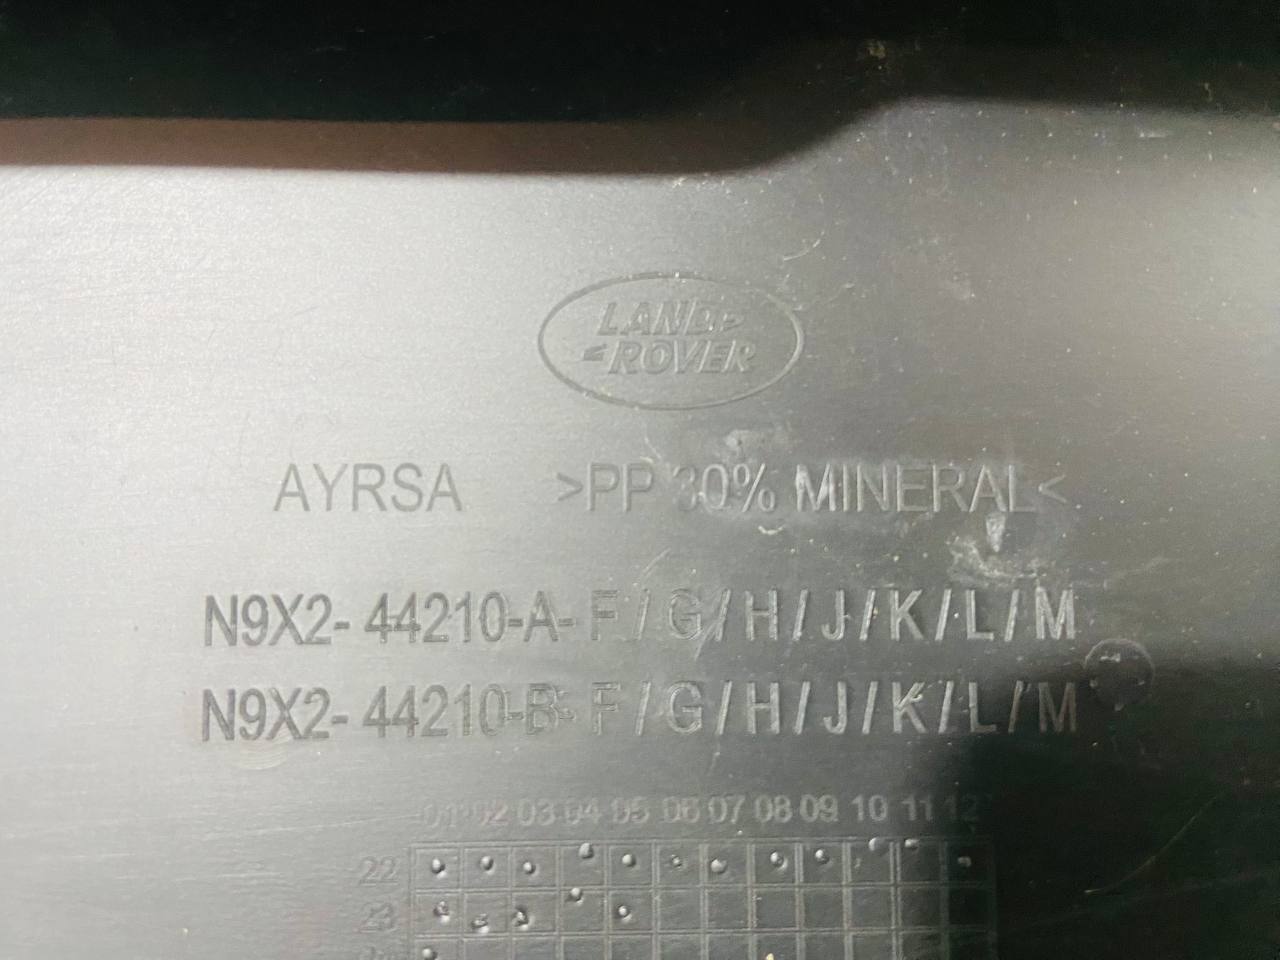 LAND
ROVER
AYRSA >PP 30% MINERAL<
N9X2- 44210-A- F / G / H / J / K / L / M
N9X2- 44210-B- F / G / H / J / K / L / M
01 02 03 04 05 06 07 08 09 10 11 12
22
23